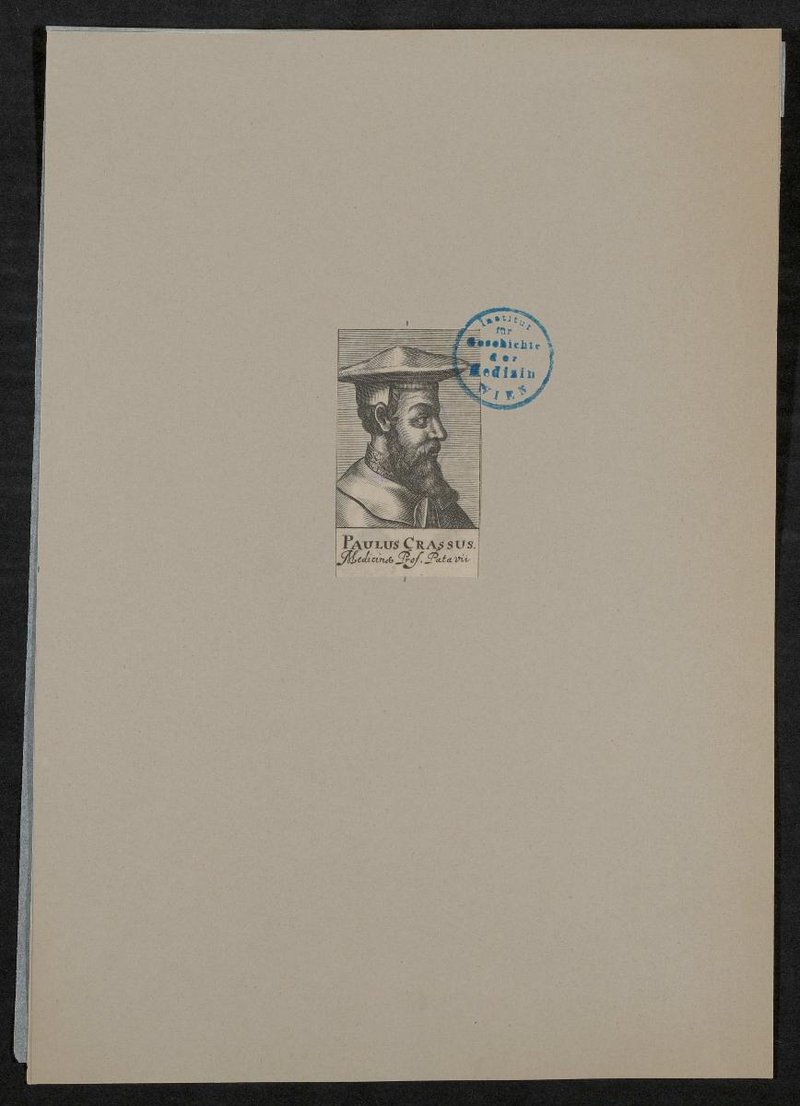 Institut
für
Geschichte
der
Medizin
WIEN
PAULUS CRASSUS.
Medicinæ Prof. Patavii